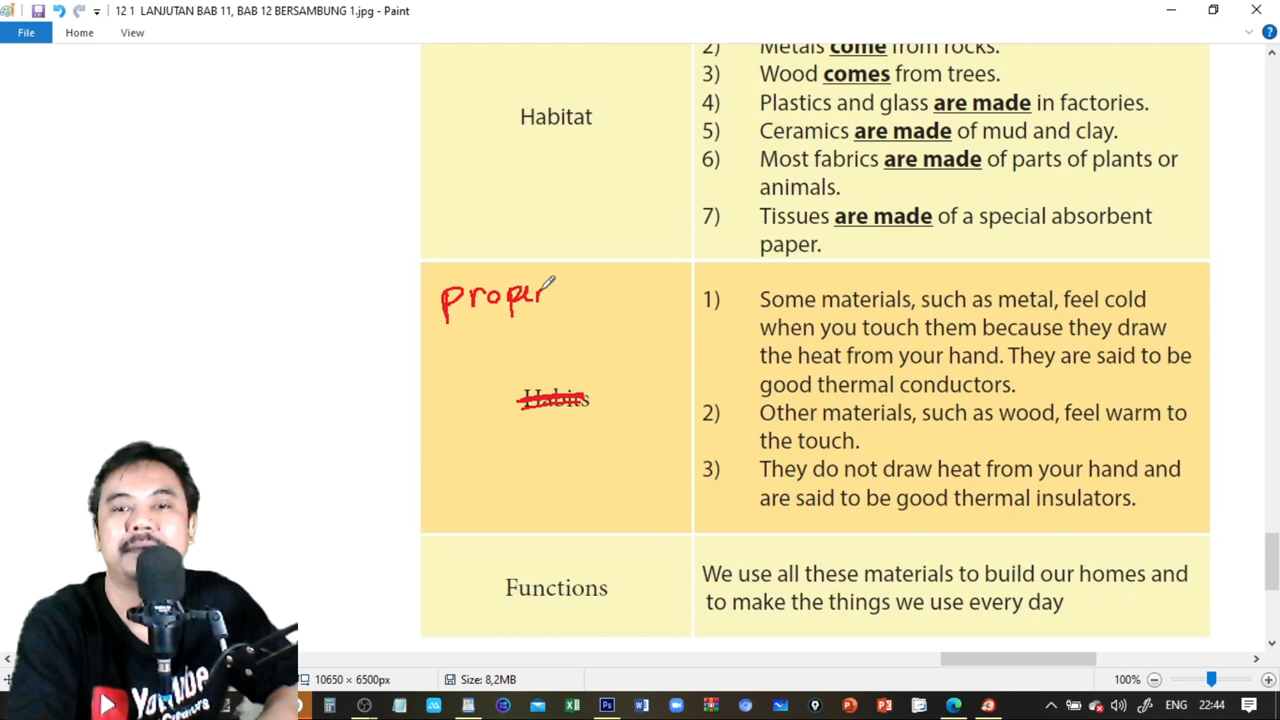 12 1 LANJUTAN BAB 11, BAB 12 BERSAMBUNG 1.jpg - Paint
File Home View
2) Metals come from rocks.
3) Wood comes from trees.
4) Plastics and glass are made in factories.
Habitat
5) Ceramics are made of mud and clay.
6) Most fabrics are made of parts of plants or
animals.
7) Tissues are made of a special absorbent
paper.
proper
1) Some materials, such as metal, feel cold
when you touch them because they draw
the heat from your hand. They are said to be
good thermal conductors.
Habits
2) Other materials, such as wood, feel warm to
the touch.
3) They do not draw heat from your hand and
are said to be good thermal insulators.
Functions
We use all these materials to build our homes and
to make the things we use every day
YouTube
Creators
10650 × 6500px
Size: 8,2MB
100%
ENG 22:44